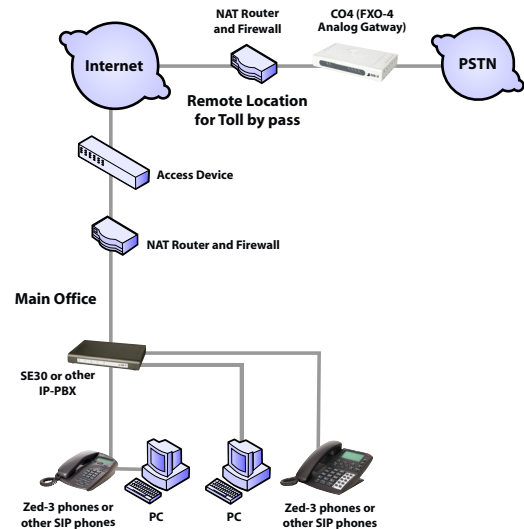 NAT Router
and Firewall
CO4 (FXO-4
Analog Gatway)
Internet
PSTN
Remote Location
for Toll by pass
Access Device
NAT Router and Firewall
Main Office
SE30 or other
IP-PBX
Zed-3 phones or
other SIP phones
PC
PC
Zed-3 phones or
other SIP phones